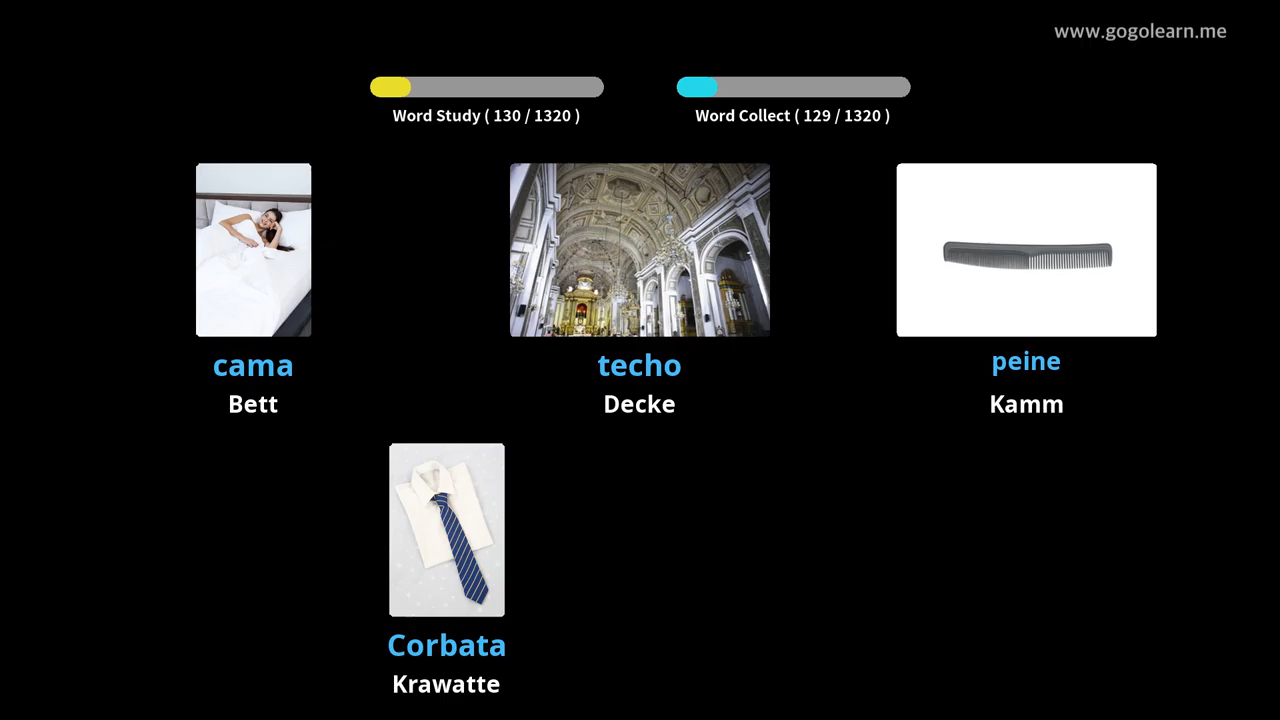 www.gogolearn.me
Word Study ( 130 / 1320 )
Word Collect ( 129 / 1320 )
cama
Bett
techo
Decke
peine
Kamm
Corbata
Krawatte